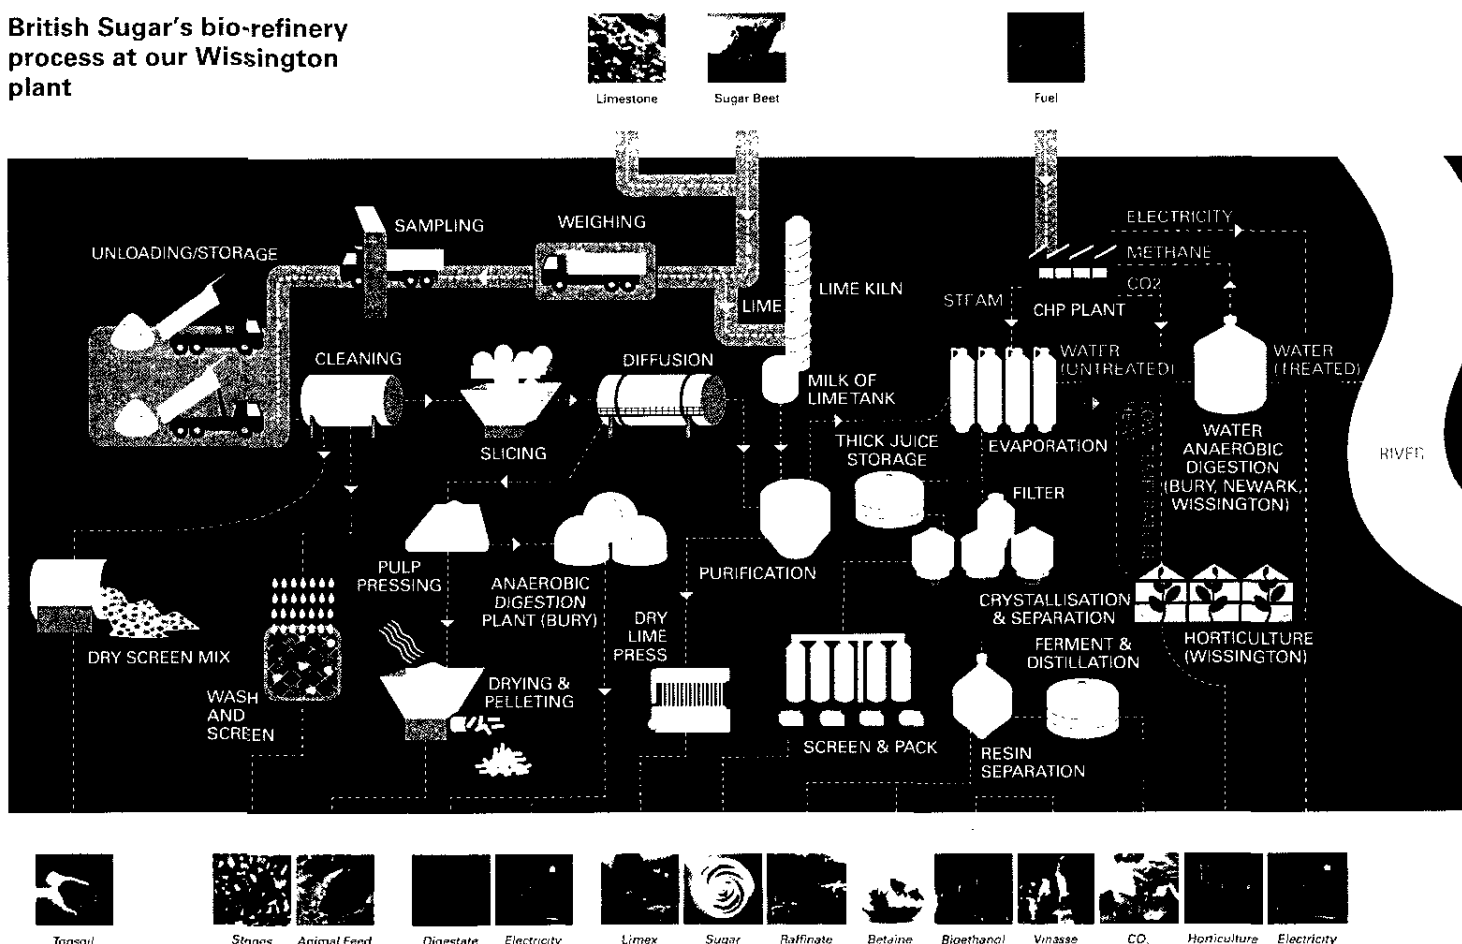 British Sugar's bio-refinery
process at our Wissington
plant
Limestone
Sugar Beet
Fuel
SAMPLING
WEIGHING
UNLOADING/STORAGE
ELECTRICITY
METHANE
CO2
LIME
LIME KILN
STEAM
CHP PLANT
CLEANING
SLICING
DIFFUSION
MILK OF
LIMETANK
WATER
(UNTREATED)
WATER
(TREATED)
EVAPORATION
THICK JUICE
STORAGE
WATER
ANAEROBIC
DIGESTION
(BURY, NEWARK,
WISSINGTON)
RIVER
FILTER
PULP
PRESSING
ANAEROBIC
DIGESTION
PLANT (BURY)
PURIFICATION
CRYSTALLISATION
& SEPARATION
HORTICULTURE
(WISSINGTON)
DRY SCREEN MIX
WASH
AND
SCREEN
DRYING &
PELLETING
DRY
LIME
PRESS
SCREEN & PACK
FERMENT &
DISTILLATION
RESIN
SEPARATION
Topsoil
Stones
Animal Feed
Digestate
Electricity
Limex
Sugar
Raffinate
Betaine
Bioethanol
Vinasse
CO₂
Horticulture
Electricity